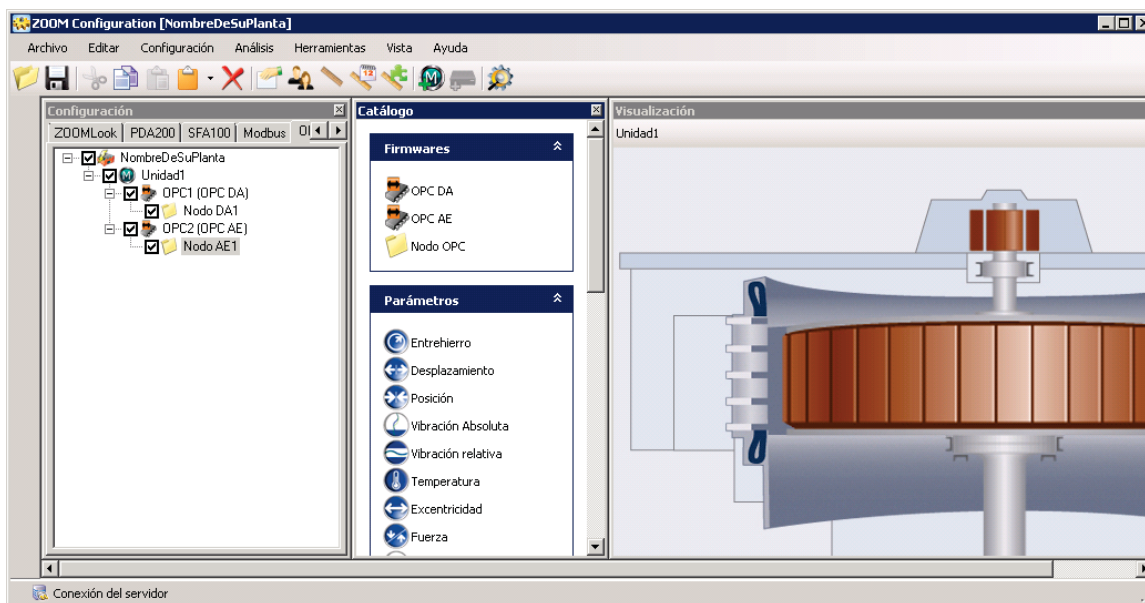 ZOOM Configuration [NombreDeSuPlanta]
Archivo Editar Configuración Análisis Herramientas Vista Ayuda
12
M
Configuración
ZOOMLook PDA200 SFA100 Modbus
NombreDeSuPlanta
M Unidad1
OPC1 (OPC DA)
Nodo DA1
OPC2 (OPC AE)
Nodo AE1
Catálogo
Firmwares
OPC DA
OPC AE
Nodo OPC
Parámetros
Entrehierro
Desplazamiento
Posición
Vibración Absoluta
Vibración relativa
Temperatura
Excentricidad
Fuerza
Visualización
Unidad1
Conexión del servidor